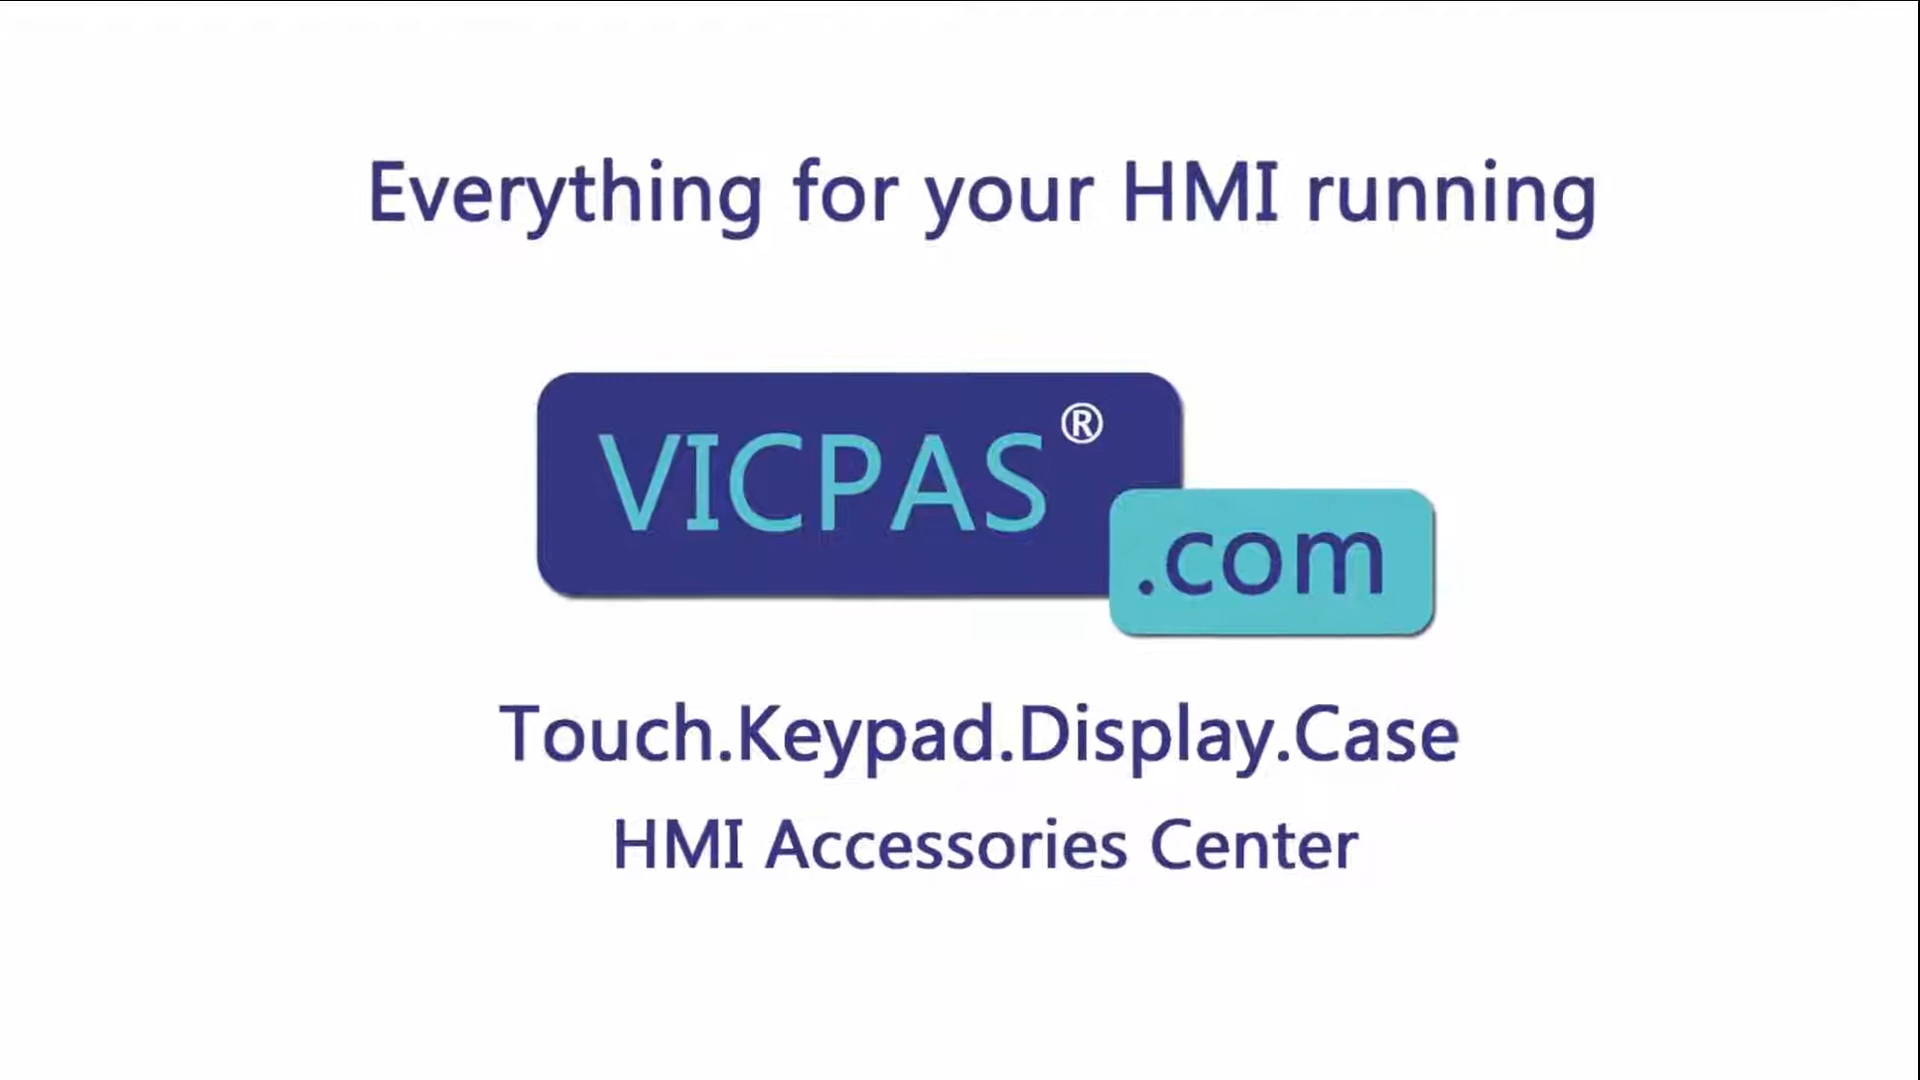 Everything for your HMI running
VICPAS®
.com
Touch.Keypad.Display.Case
HMI Accessories Center